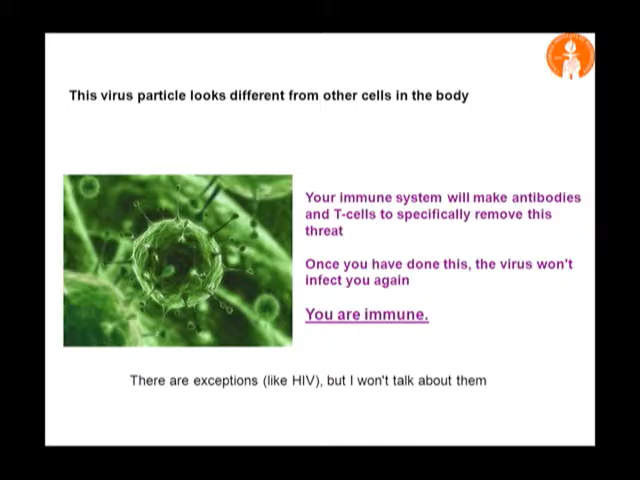 This virus particle looks different from other cells in the body
Your immune system will make antibodies
and T-cells to specifically remove this
threat
Once you have done this, the virus won't
infect you again
You are immune.
There are exceptions (like HIV), but I won't talk about them